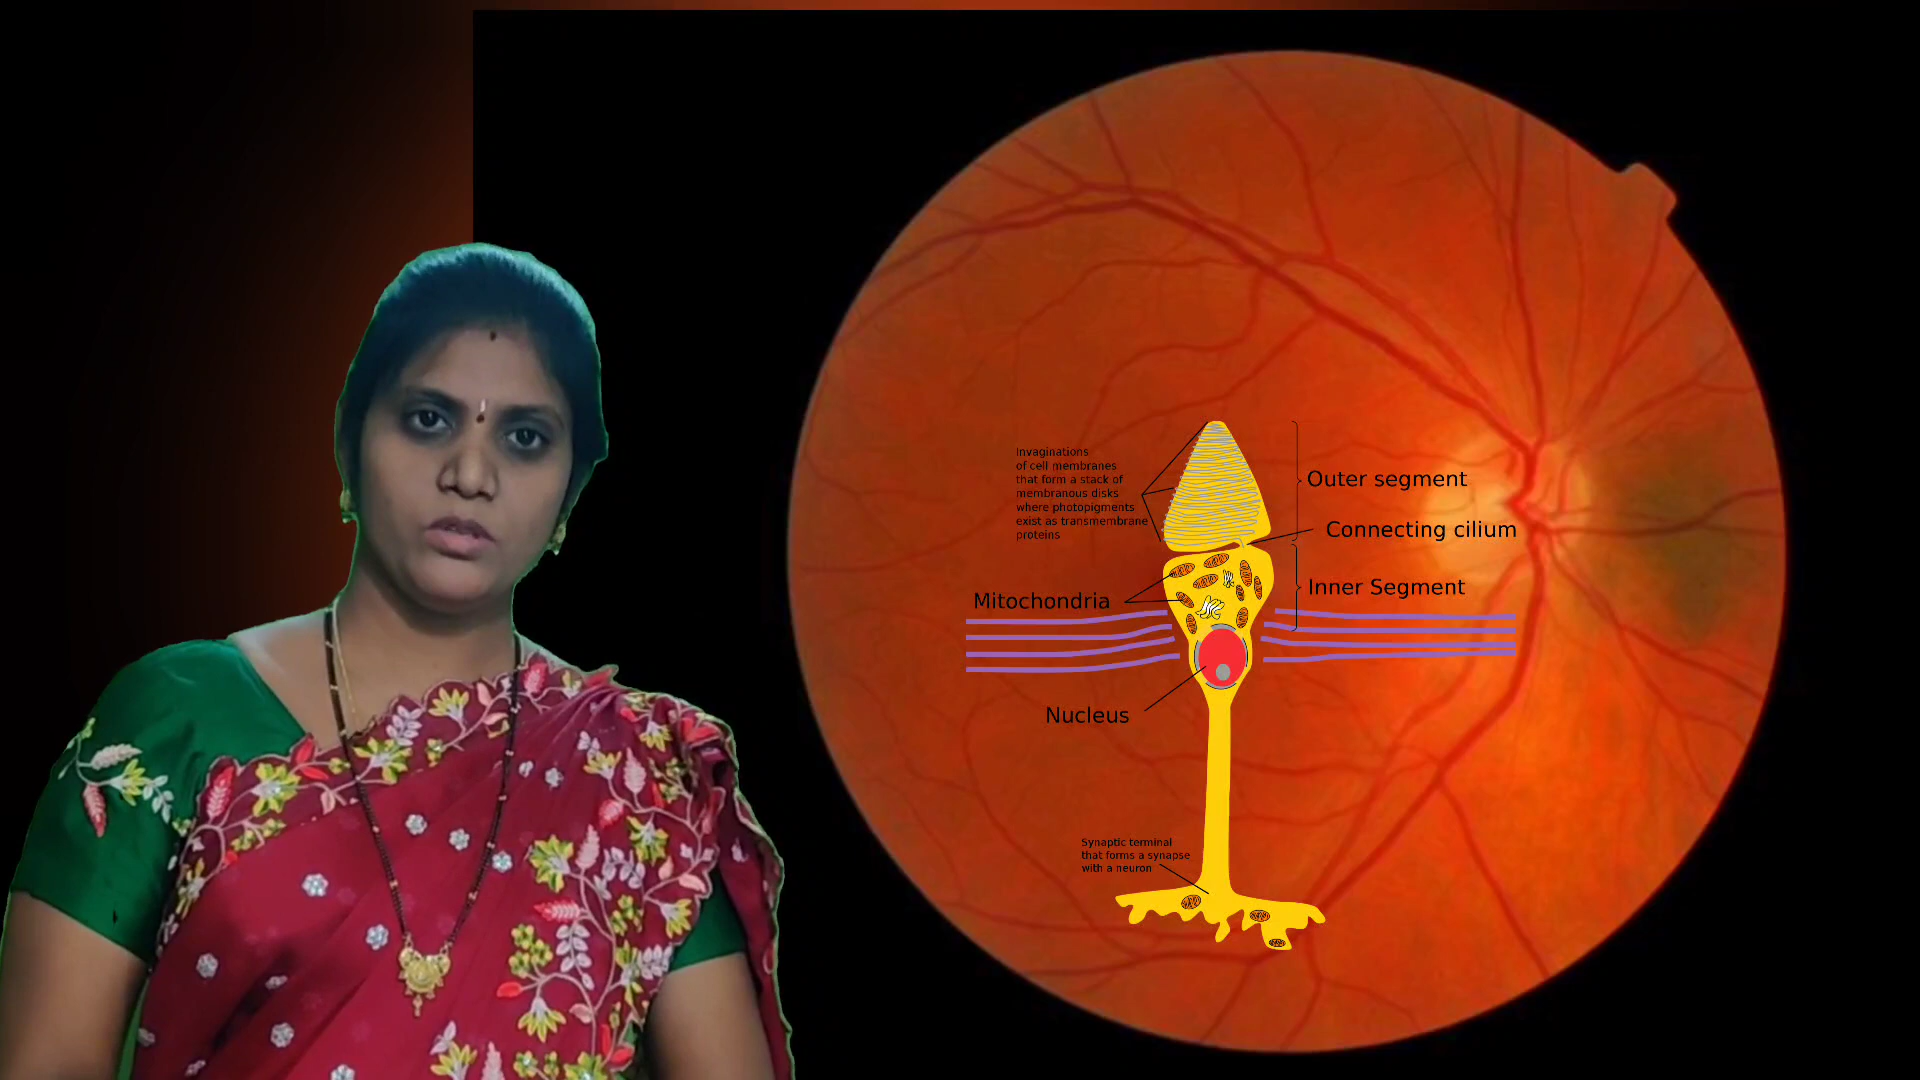 Invaginations
of cell membranes
that form a stack of
membranous disks
where photopigments
exist as transmembrane
proteins
Outer segment
Connecting cilium
Inner Segment
Mitochondria
Nucleus
Synaptic terminal
that forms a synapse
with a neuron